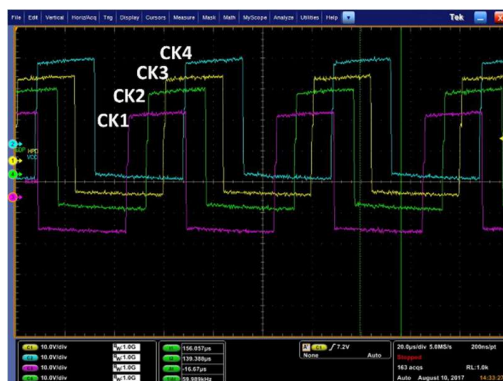 File Edit Vertical Horiz/Acq Trig Display Cursors Measure Mask Math MyScope Analyze Utilities Help
Tek
CK4
CK3
CK2
CK1
C1 10.0V/div 1.0G
C2 10.0V/div 1.0G
10.0V/div 1.0G
10.0V/div 1.0G
156.057μs
139.388μs
-16.67μs
59.989kHz
7.2V
None Auto
20.0μs/div 5.0MS/s 200ns/pt
Stopped
163 acqs RL:1.0k
Auto August 10, 2017